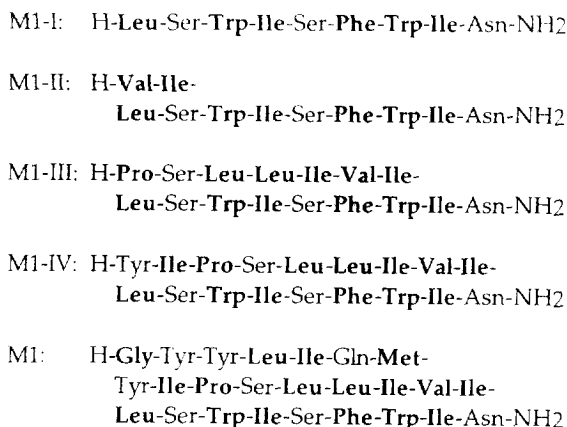 M1-I: H-Leu-Ser-Trp-Ile-Ser-Phe-Trp-Ile-Asn-NH2
M1-II: H-Val-Ile-
Leu-Ser-Trp-Ile-Ser-Phe-Trp-Ile-Asn-NH2
M1-III: H-Pro-Ser-Leu-Leu-Ile-Val-Ile-
Leu-Ser-Trp-Ile-Ser-Phe-Trp-Ile-Asn-NH2
M1-IV: H-Tyr-Ile-Pro-Ser-Leu-Leu-Ile-Val-Ile-
Leu-Ser-Trp-Ile-Ser-Phe-Trp-Ile-Asn-NH2
M1: H-Gly-Tyr-Tyr-Leu-Ile-Gln-Met-
Tyr-Ile-Pro-Ser-Leu-Leu-Ile-Val-Ile-
Leu-Ser-Trp-Ile-Ser-Phe-Trp-Ile-Asn-NH2